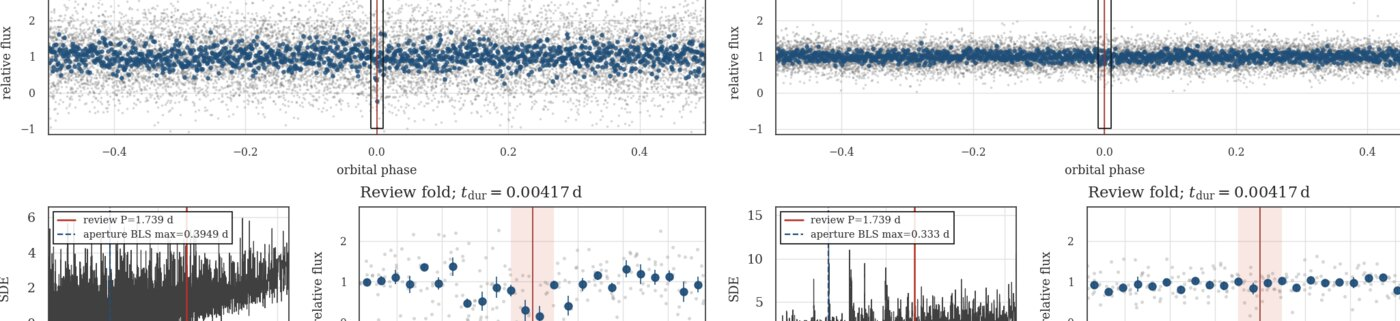 relative flux
2
1
0
−1
−0.4
−0.2
0.0
0.2
0.4
orbital phase
relative flux
2
1
0
−1
−0.4
−0.2
0.0
0.2
0.4
orbital phase
Review fold; t_dur = 0.00417 d
SDE
6
4
2
0
review P=1.739 d
aperture BLS max=0.3949 d
relative flux
2
1
0
Review fold; t_dur = 0.00417 d
SDE
15
10
5
review P=1.739 d
aperture BLS max=0.333 d
relative flux
2
1
0